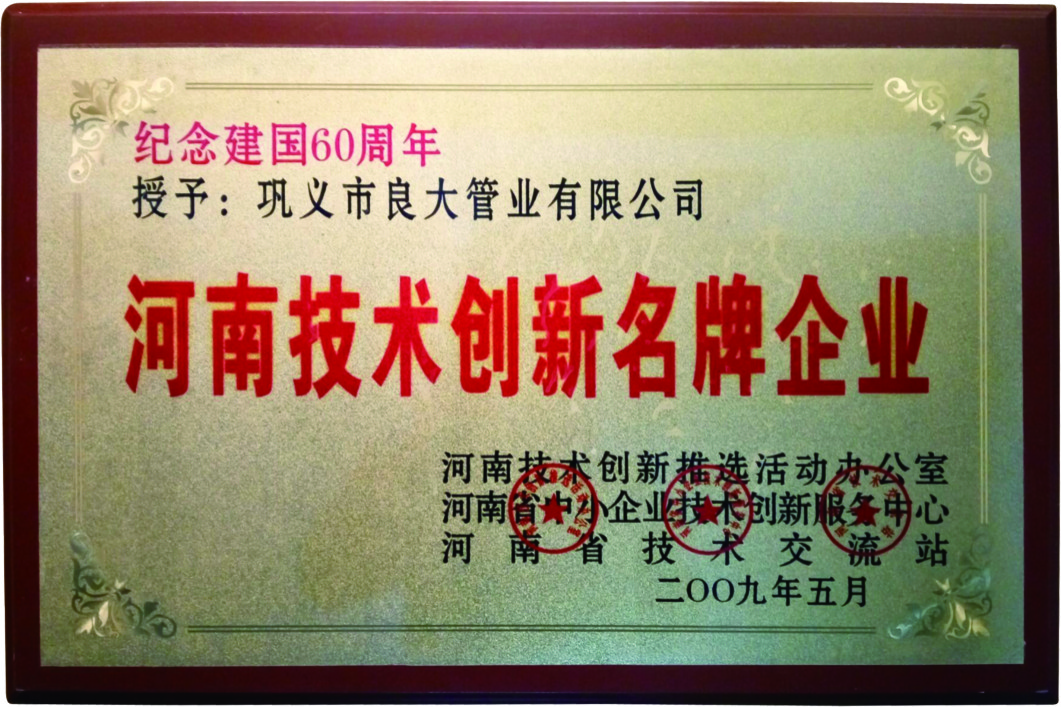 纪念建国60周年
授予：巩义市良大管业有限公司
河南技术创新名牌企业
河南技术创新推选活动办公室
河南省中小企业技术创新服务中心
河南省技术交流站
二〇〇九年五月